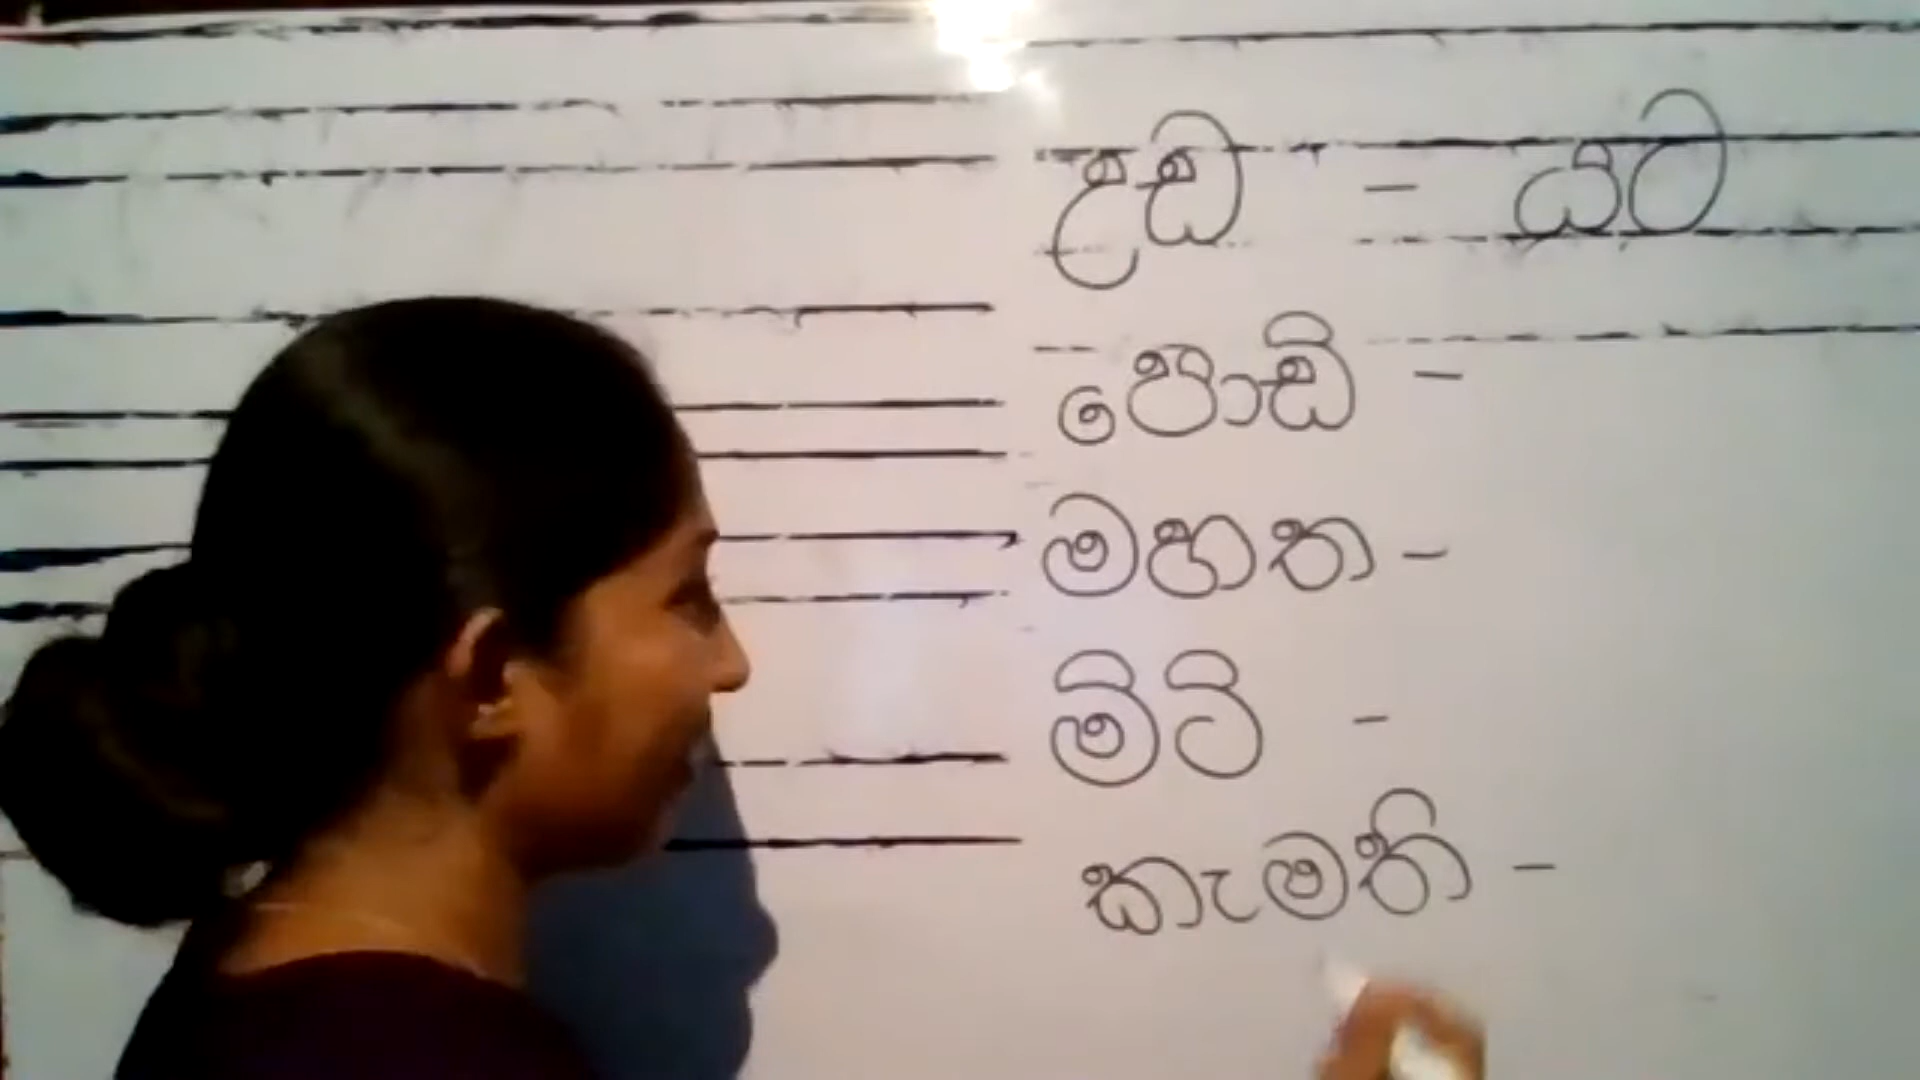 උඩ - යට
පොඩි -
මහත -
මිටි -
කැමති -